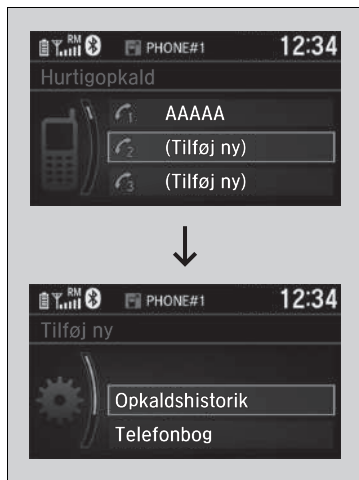 RM PHONE#1 12:34
Hurtigopkald
1 AAAAA
2 (Tilføj ny)
3 (Tilføj ny)
RM PHONE#1 12:34
Tilføj ny
Opkaldshistorik
Telefonbog